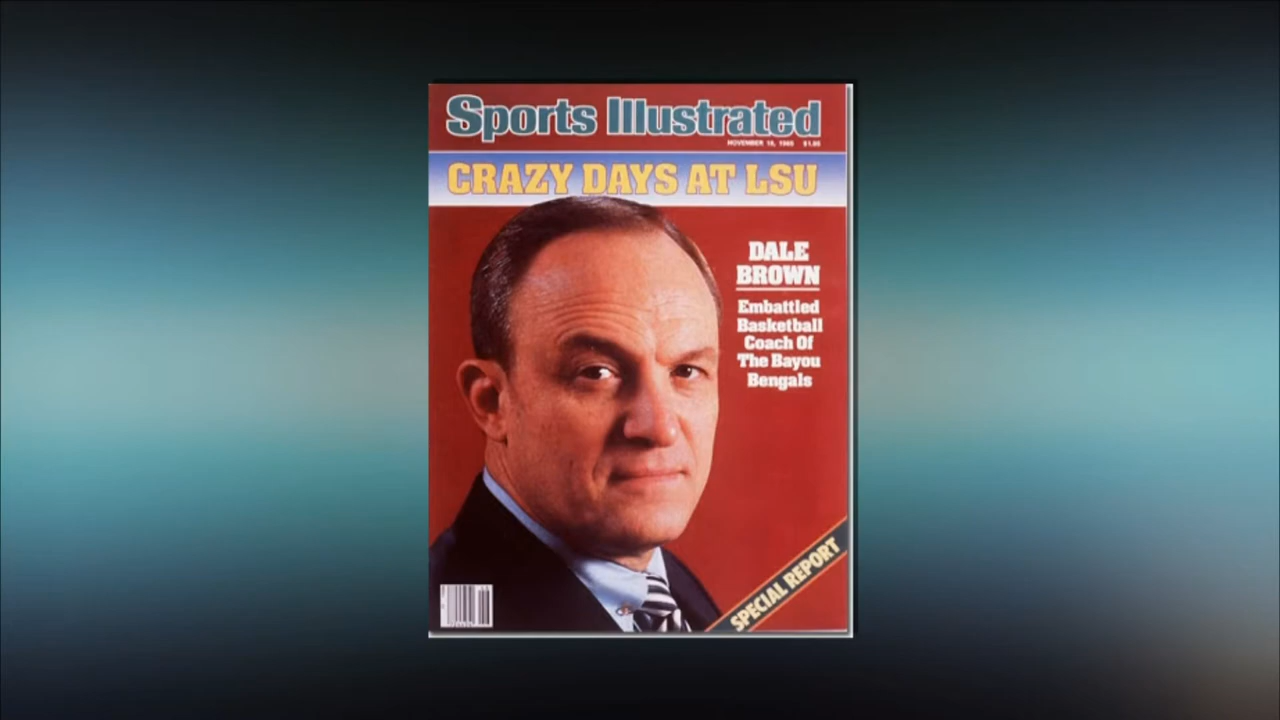 Sports Illustrated
NOVEMBER 18, 1985 $1.95
CRAZY DAYS AT LSU
DALE
BROWN
Embattled
Basketball
Coach Of
The Bayou
Bengals
SPECIAL REPORT